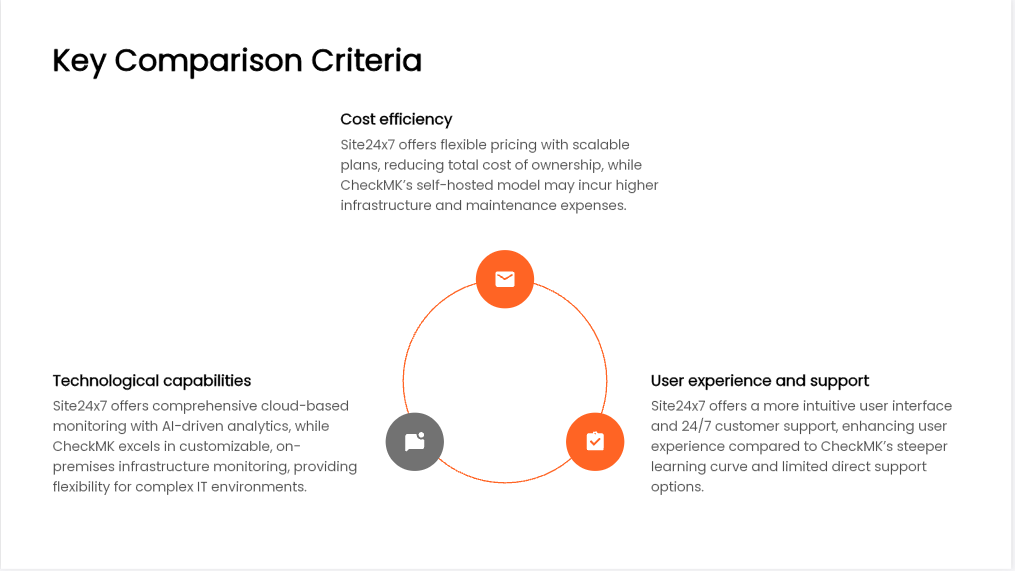 Key Comparison Criteria
Cost efficiency
Site24x7 offers flexible pricing with scalable
plans, reducing total cost of ownership, while
CheckMK’s self-hosted model may incur higher
infrastructure and maintenance expenses.
Technological capabilities
Site24x7 offers comprehensive cloud-based
monitoring with AI-driven analytics, while
CheckMK excels in customizable, on-
premises infrastructure monitoring, providing
flexibility for complex IT environments.
User experience and support
Site24x7 offers a more intuitive user interface
and 24/7 customer support, enhancing user
experience compared to CheckMK’s steeper
learning curve and limited direct support
options.